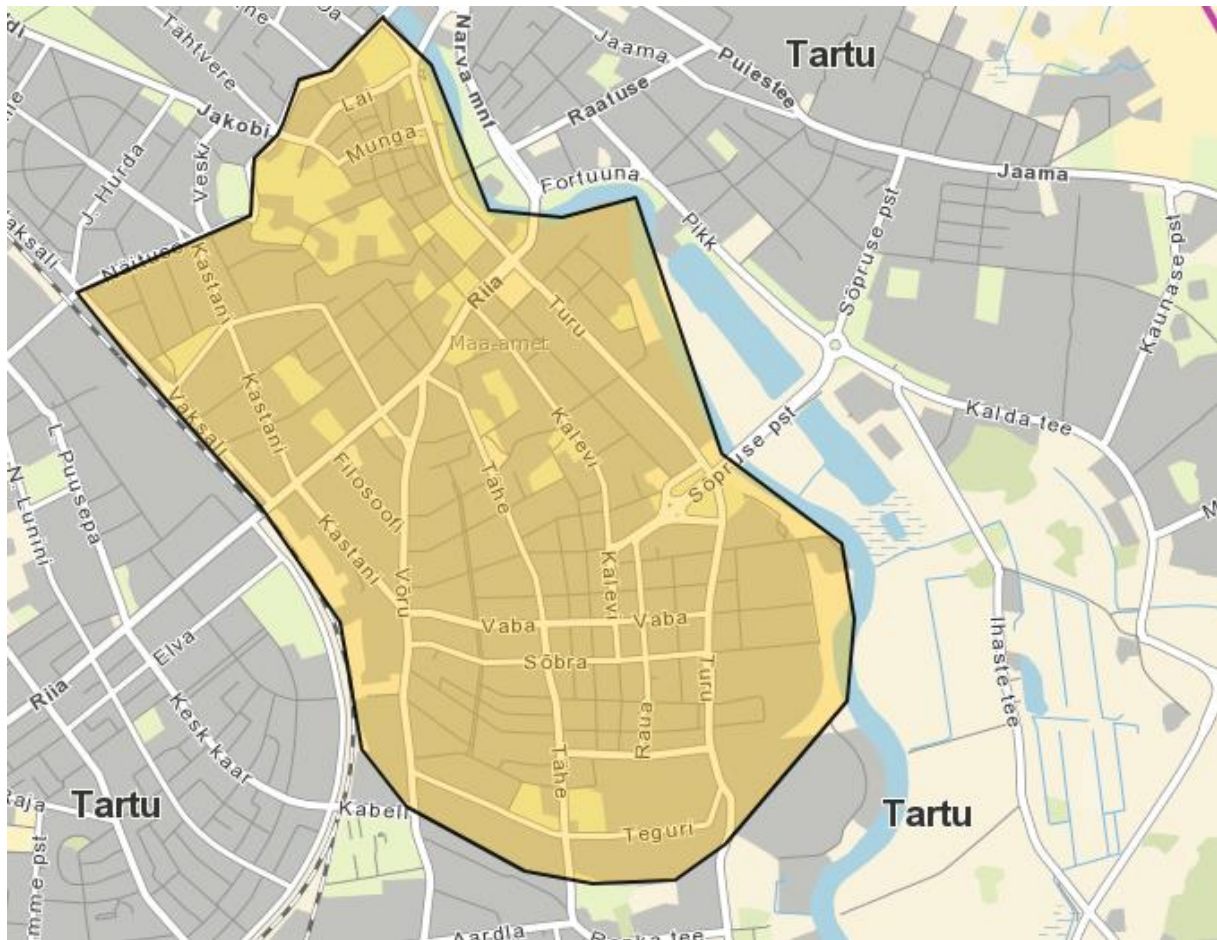 Tähtvere
Narva mnt
Jaama
Puiestee
Tartu
Lai
Raatuse
Jakobi
Munga
Veski
J. Hurda
Fortuuna
Jaama
Vaksali
Näituse
Kastani
Pikk
Sõpruse pst
Kaunase pst
Riia
Turu
Maa-amet
Vaksali
Kastani
Kalevi
Kalda tee
L. Puusepa
Filosoofi
Tähe
Sõpruse pst
N. Lunini
Kastani
Võru
Kalevi
Vaba
Vaba
Elva
Sõbra
Turu
Ihaste tee
Riia
Kesk kaar
Raua
Tähe
Raja
Tartu
Kabeli
Tartu
Teguri
Aardla